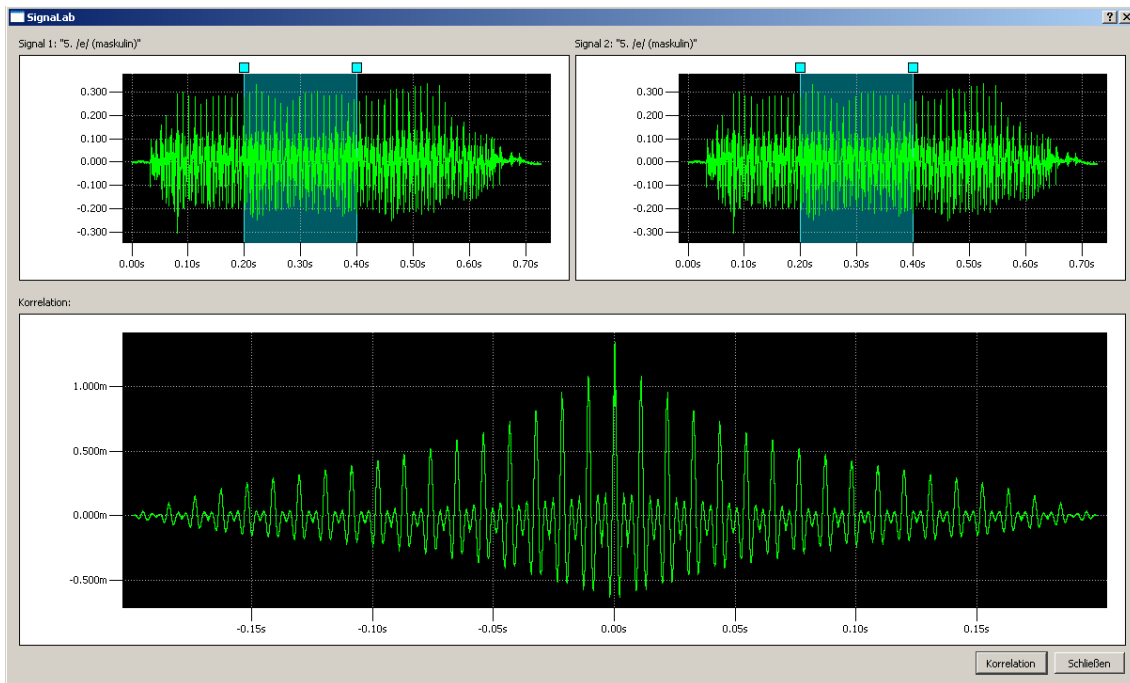 SignaLab
Signal 1: "5. /e/ (maskulin)"
Signal 2: "5. /e/ (maskulin)"
0.300
0.200
0.100
0.000
-0.100
-0.200
-0.300
0.00s 0.10s 0.20s 0.30s 0.40s 0.50s 0.60s 0.70s
0.300
0.200
0.100
0.000
-0.100
-0.200
-0.300
0.00s 0.10s 0.20s 0.30s 0.40s 0.50s 0.60s 0.70s
Korrelation:
1.000m
0.500m
0.000m
-0.500m
-0.15s -0.10s -0.05s 0.00s 0.05s 0.10s 0.15s
Korrelation Schließen